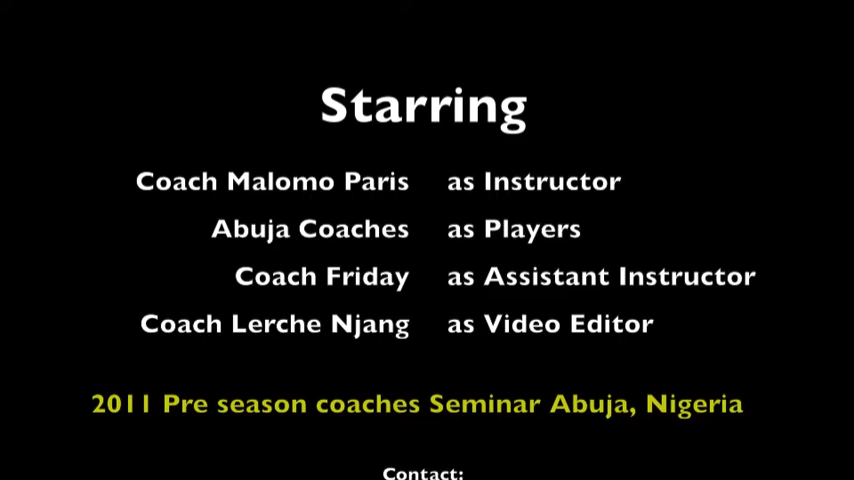 Starring
Coach Malomo Paris as Instructor
Abuja Coaches as Players
Coach Friday as Assistant Instructor
Coach Lerche Njang as Video Editor
2011 Pre season coaches Seminar Abuja, Nigeria
Contact: